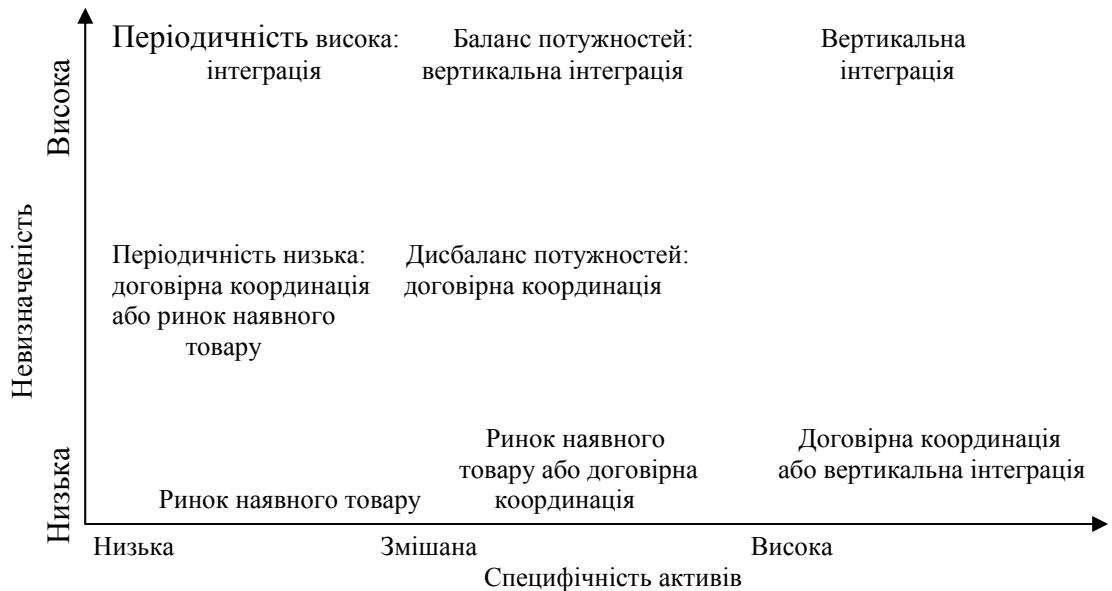 Періодичність висока:
інтеграція
Баланс потужностей:
вертикальна інтеграція
Вертикальна
інтеграція
Висока
Невизначеність
Періодичність низька:
договірна координація
або ринок наявного
товару
Дисбаланс потужностей:
договірна координація
Низька
Ринок наявного товару
Ринок наявного
товару або договірна
координація
Договірна координація
або вертикальна інтеграція
Низька
Змішана
Висока
Специфічність активів